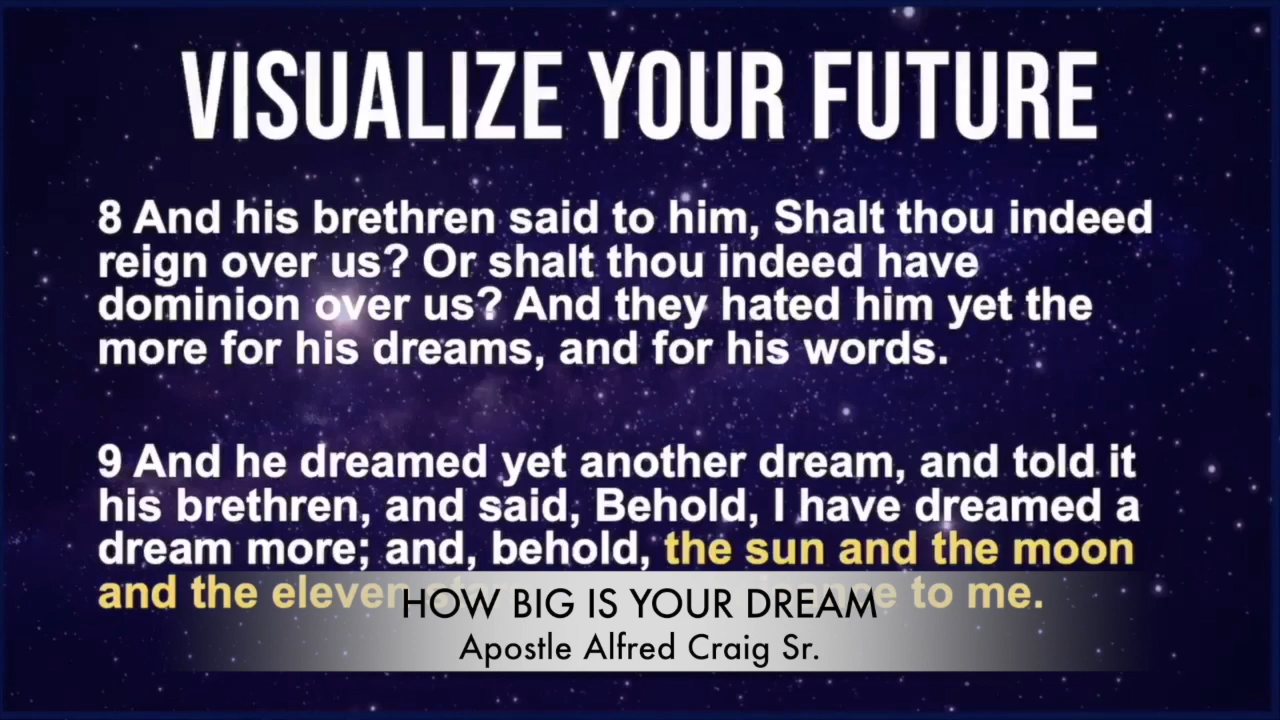 VISUALIZE YOUR FUTURE
8 And his brethren said to him, Shalt thou indeed
reign over us? Or shalt thou indeed have
dominion over us? And they hated him yet the
more for his dreams, and for his words.
9 And he dreamed yet another dream, and told it
his brethren, and said, Behold, I have dreamed a
dream more; and, behold, the sun and the moon
and the eleven to me.
HOW BIG IS YOUR DREAM
Apostle Alfred Craig Sr.